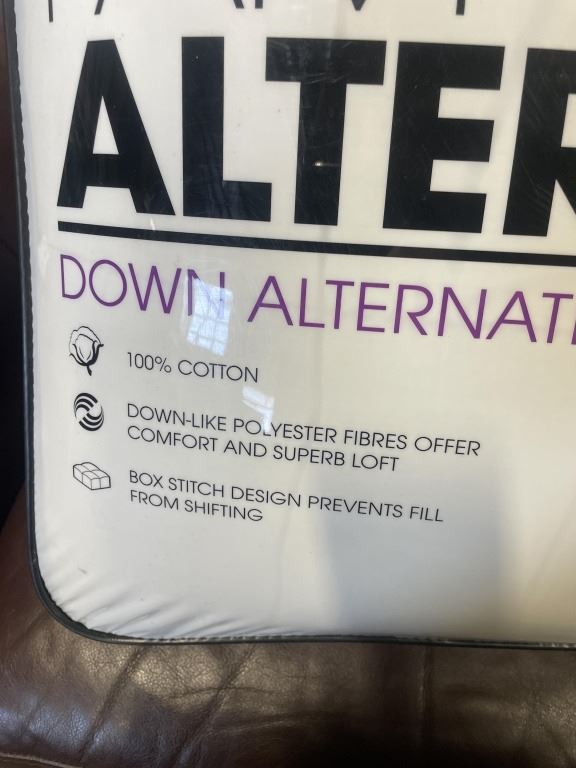 ALTER
DOWN ALTERNATI
100% COTTON
DOWN-LIKE POLYESTER FIBRES OFFER
COMFORT AND SUPERB LOFT
BOX STITCH DESIGN PREVENTS FILL
FROM SHIFTING